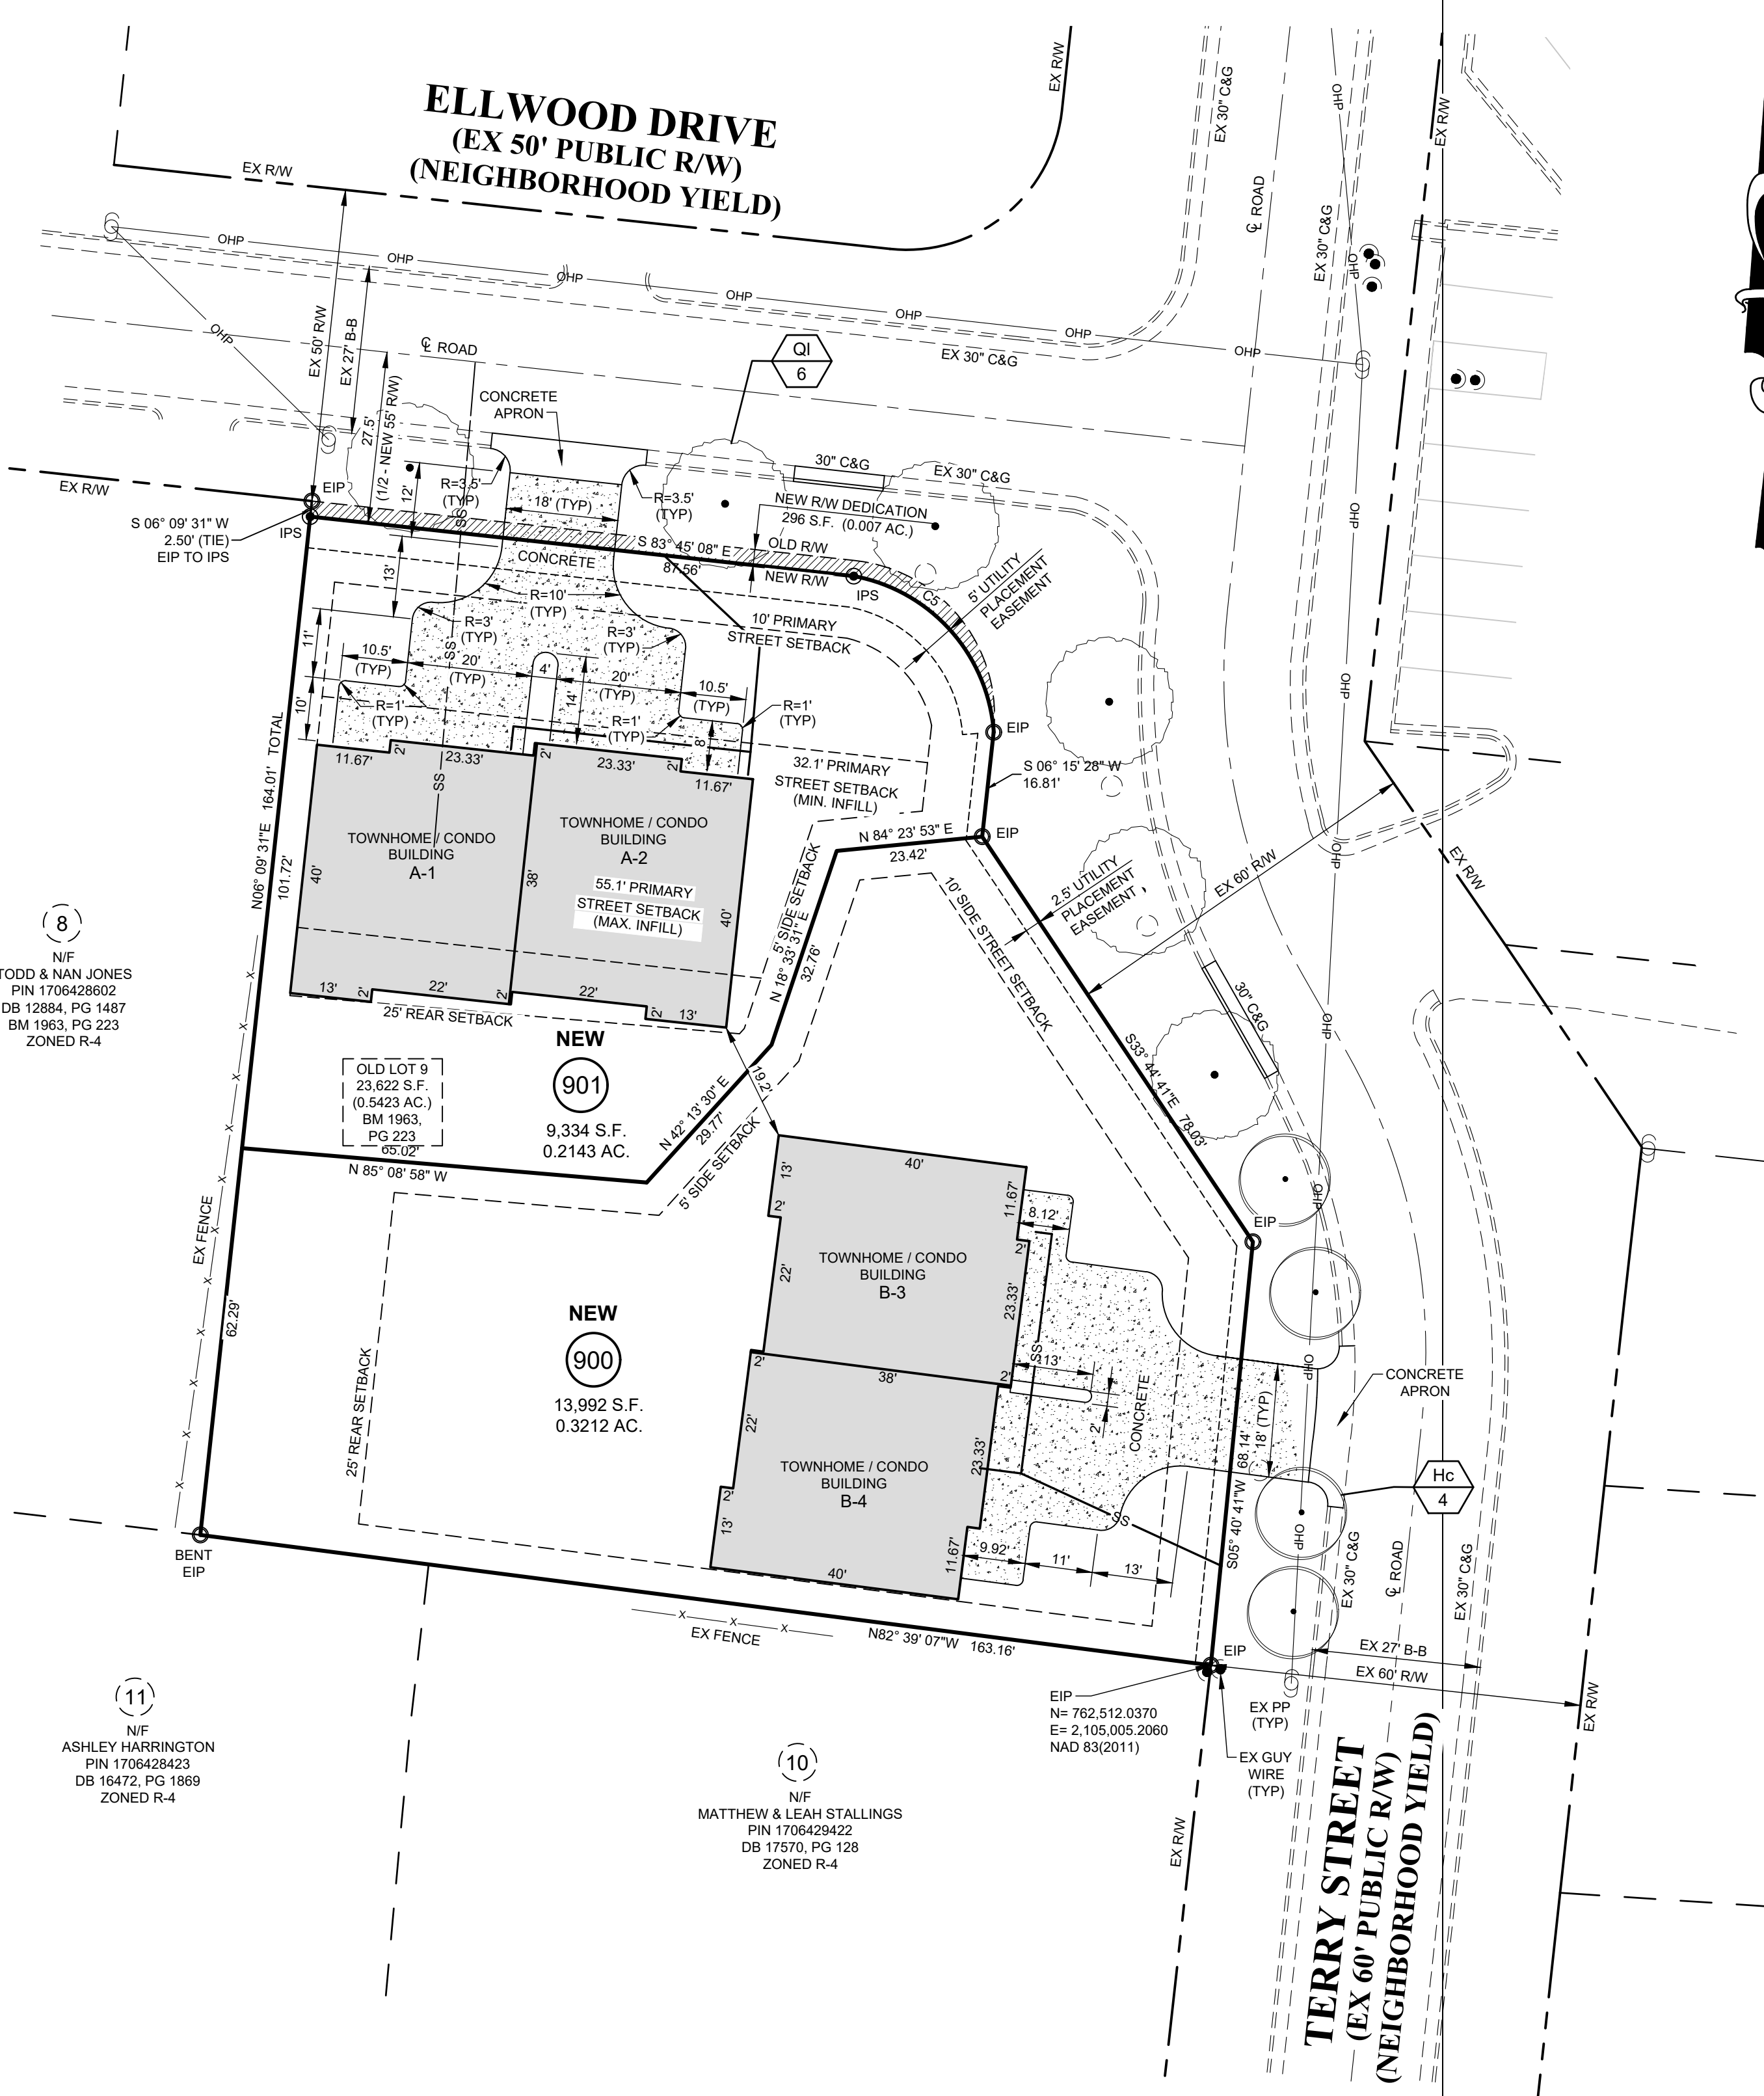 ELLWOOD DRIVE
(EX 50' PUBLIC R/W)
(NEIGHBORHOOD YIELD)
EX R/W
EX R/W
EX 30" C&G
OHP
EX R/W
℄ ROAD
EX 30" C&G
OHP
OHP
OHP
OHP
OHP
OHP
OHP
OHP
OHP
EX 50' R/W
EX 27' B-B
℄ ROAD
EX 30" C&G
QI
6
27.5'
(1/2 - NEW 55' R/W)
CONCRETE
APRON
30" C&G
EX 30" C&G
EX R/W
EIP
12'
R=3.5'
(TYP)
18' (TYP)
R=3.5'
(TYP)
NEW R/W DEDICATION
296 S.F. (0.007 AC.)
S 06° 09' 31" W
2.50' (TIE)
EIP TO IPS
IPS
SS
S 83° 45' 08" E
87.56'
OLD R/W
NEW R/W
IPS
C5
5' UTILITY
PLACEMENT
EASEMENT
OHP
CONCRETE
13'
R=10'
(TYP)
R=3'
(TYP)
R=3'
(TYP)
10' PRIMARY
STREET SETBACK
11'
10.5'
(TYP)
SS
20'
(TYP)
4'
20'
(TYP)
10.5'
(TYP)
14'
10'
R=1'
(TYP)
R=1'
(TYP)
R=1'
(TYP)
8'
OHP
EIP
11.67'
2'
23.33'
2'
23.33'
2'
11.67'
32.1' PRIMARY
STREET SETBACK
(MIN. INFILL)
S 06° 15' 28" W
16.81'
SS
N06° 09' 31"E 164.01' TOTAL
101.72'
TOWNHOME / CONDO
BUILDING
A-1
TOWNHOME / CONDO
BUILDING
A-2
N 84° 23' 53" E
23.42'
EIP
OHP
40'
38'
55.1' PRIMARY
STREET SETBACK
(MAX. INFILL)
40'
5' SIDE SETBACK
N 18° 33' 31" E
32.76'
10' SIDE STREET SETBACK
2.5' UTILITY
PLACEMENT
EASEMENT
EX 60' R/W
EX R/W
8
N/F
TODD & NAN JONES
PIN 1706428602
DB 12884, PG 1487
BM 1963, PG 223
ZONED R-4
X
X
X
X
X
X
X
X
X
X
13'
2'
22'
2'
22'
2'
13'
25' REAR SETBACK
30" C&G
OHP
NEW
901
9,334 S.F.
0.2143 AC.
OLD LOT 9
23,622 S.F.
(0.5423 AC.)
BM 1963,
PG 223
65.02'
N 85° 08' 58" W
N 42° 13' 30" E
29.77'
19.2'
5' SIDE SETBACK
S33° 44' 41"E 78.03'
EX FENCE
62.29'
13'
40'
11.67'
8.12'
2'
2'
22'
TOWNHOME / CONDO
BUILDING
B-3
23.33'
EIP
OHP
NEW
900
13,992 S.F.
0.3212 AC.
25' REAR SETBACK
2'
38'
2'
SS
13'
2'
CONCRETE
OHP
CONCRETE
APRON
18' (TYP)
68.14'
22'
TOWNHOME / CONDO
BUILDING
B-4
23.33'
2'
13'
11.67'
40'
9.92'
11'
13'
SS
S05° 40' 41"W
Hc
4
OHP
EX 30" C&G
℄ ROAD
EX 30" C&G
BENT
EIP
X
X
X
EX FENCE
N82° 39' 07"W 163.16'
EIP
EX 27' B-B
EX 60' R/W
EX R/W
EIP
N= 762,512.0370
E= 2,105,005.2060
NAD 83(2011)
EX PP
(TYP)
EX GUY
WIRE
(TYP)
EX R/W
11
N/F
ASHLEY HARRINGTON
PIN 1706428423
DB 16472, PG 1869
ZONED R-4
10
N/F
MATTHEW & LEAH STALLINGS
PIN 1706429422
DB 17570, PG 128
ZONED R-4
TERRY STREET
(EX 60' PUBLIC R/W)
(NEIGHBORHOOD YIELD)